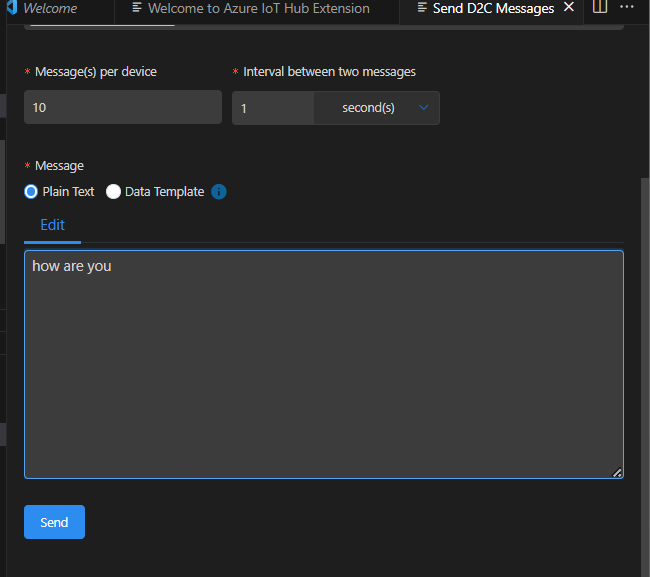 Welcome Welcome to Azure IoT Hub Extension Send D2C Messages
* Message(s) per device * Interval between two messages
10 1 second(s)
* Message
Plain Text Data Template
Edit
how are you
Send